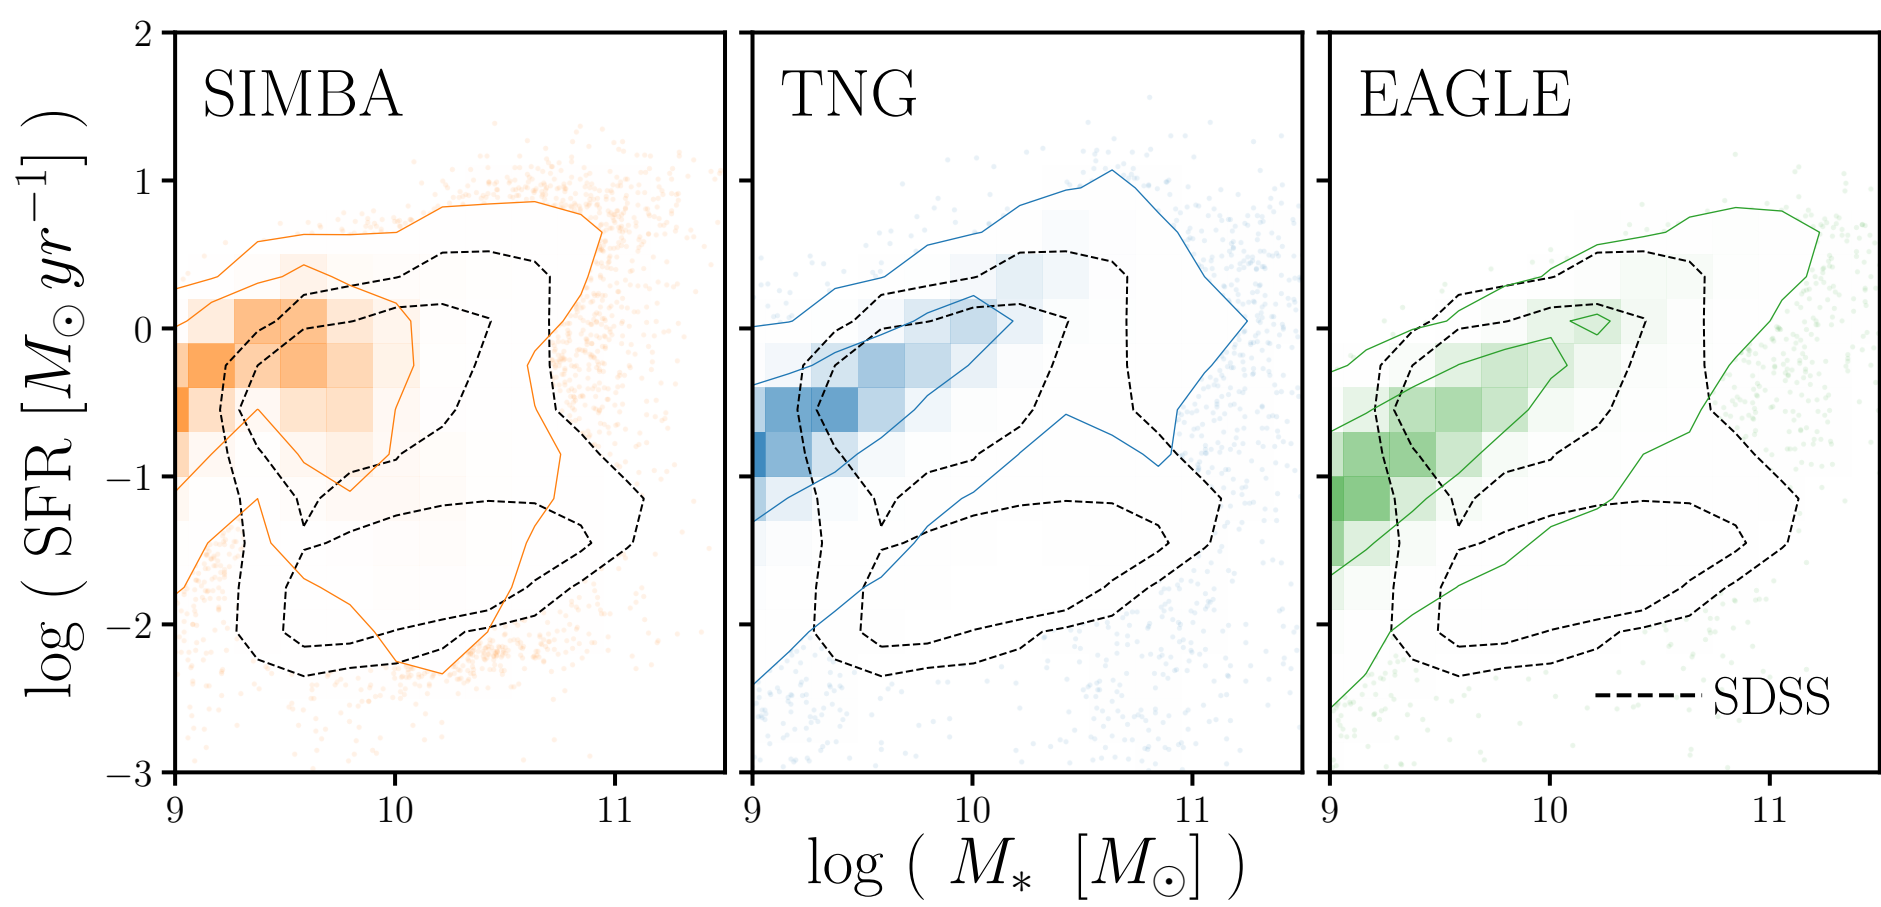 SIMBA
TNG
EAGLE
SDSS
2
1
0
−1
−2
−3
log ( SFR [M⊙ yr−1] )
9 10 11
9 10 11
9 10 11
log ( M∗ [M⊙] )